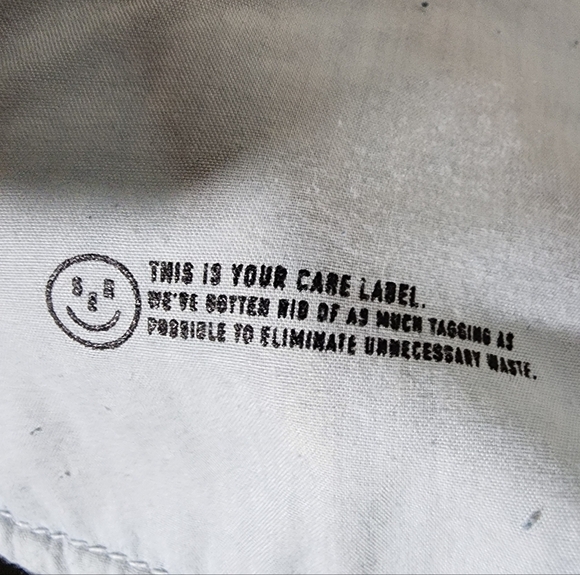 S & R
THIS IS YOUR CARE LABEL.
WE'VE GOTTEN RID OF AS MUCH TAGGING AS
POSSIBLE TO ELIMINATE UNNECESSARY WASTE.